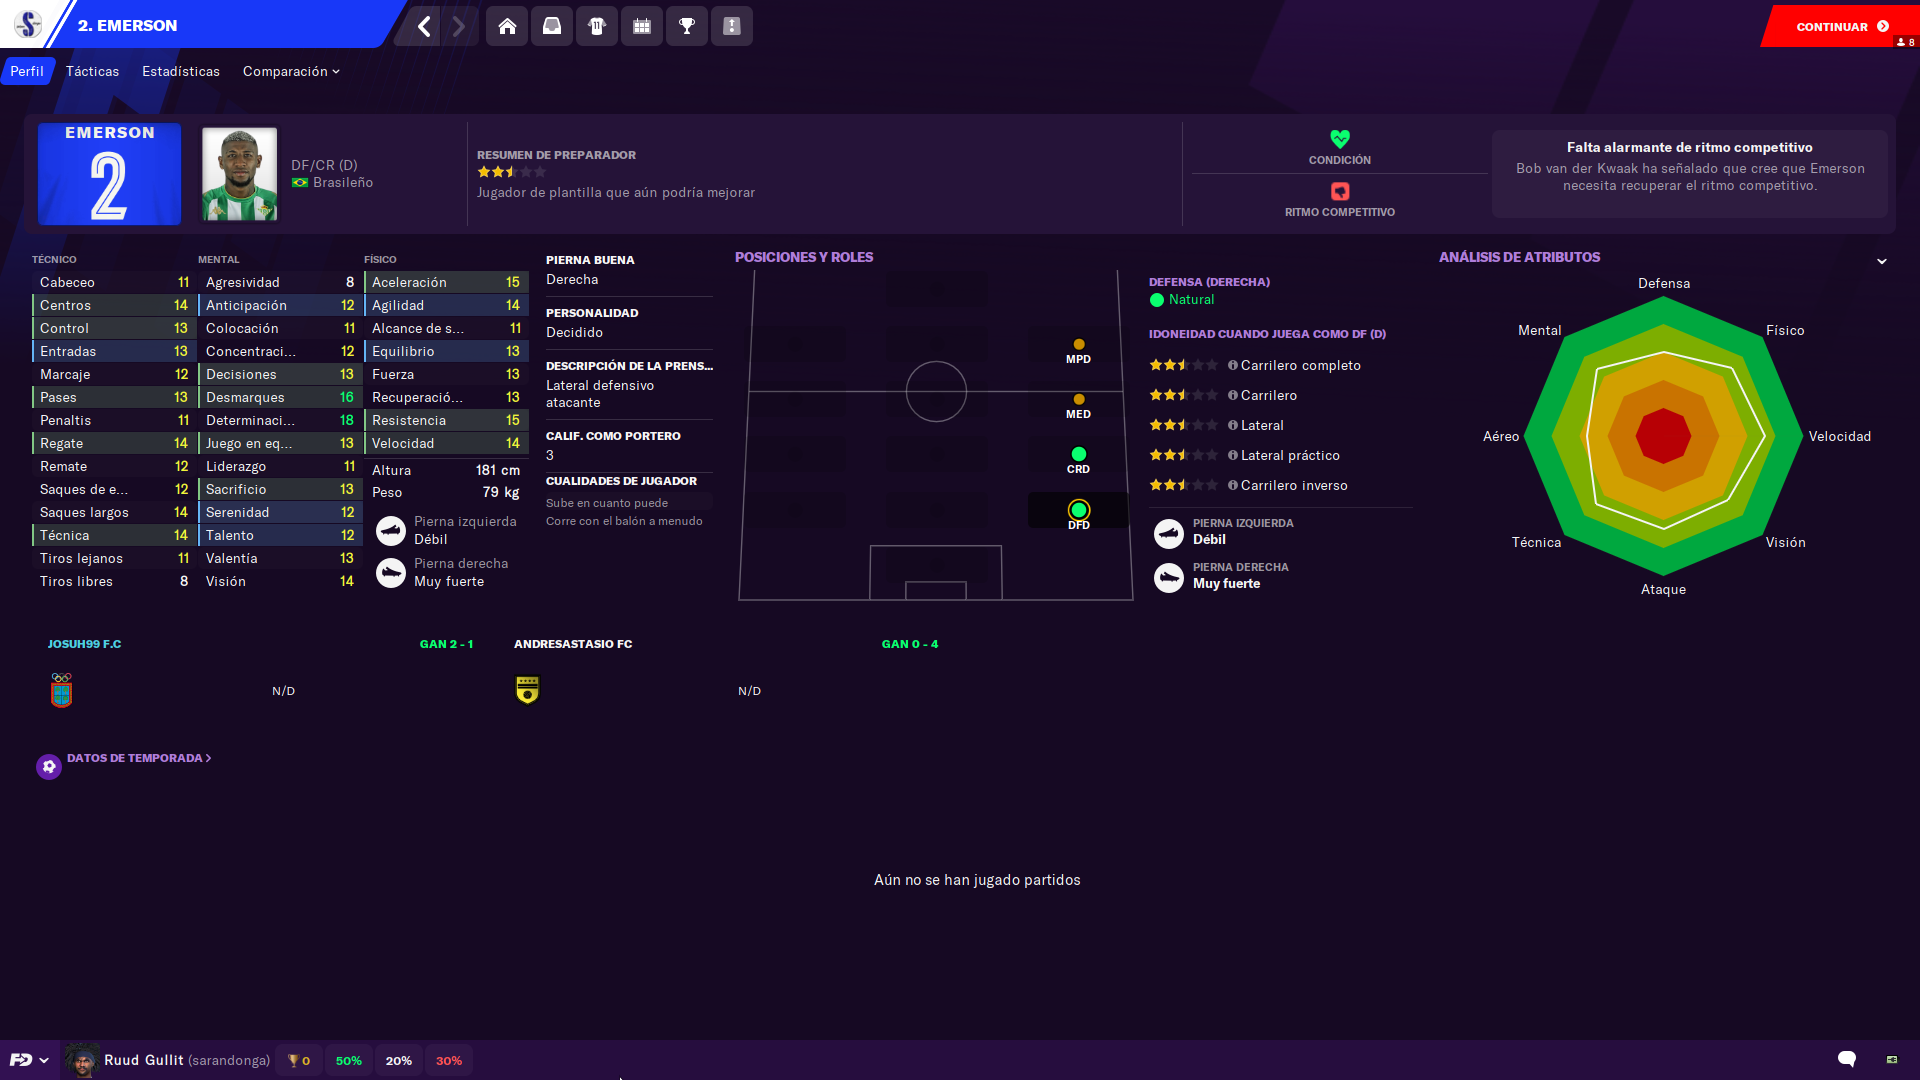 2. EMERSON
CONTINUAR
8
Perfil
Tácticas
Estadísticas
Comparación
EMERSON
2
DF/CR (D)
Brasileño
RESUMEN DE PREPARADOR
Jugador de plantilla que aún podría mejorar
CONDICIÓN
RITMO COMPETITIVO
Falta alarmante de ritmo competitivo
Bob van der Kwaak ha señalado que cree que Emerson
necesita recuperar el ritmo competitivo.
TÉCNICO
Cabeceo 11
Centros 14
Control 13
Entradas 13
Marcaje 12
Pases 13
Penaltis 11
Regate 14
Remate 12
Saques de e... 12
Saques largos 14
Técnica 14
Tiros lejanos 11
Tiros libres 8
MENTAL
Agresividad 8
Anticipación 12
Colocación 11
Concentraci... 12
Decisiones 13
Desmarques 16
Determinaci... 18
Juego en eq... 13
Liderazgo 11
Sacrificio 13
Serenidad 12
Talento 12
Valentía 13
Visión 14
FÍSICO
Aceleración 15
Agilidad 14
Alcance de s... 11
Equilibrio 13
Fuerza 13
Recuperació... 13
Resistencia 15
Velocidad 14
Altura 181 cm
Peso 79 kg
Pierna izquierda
Débil
Pierna derecha
Muy fuerte
PIERNA BUENA
Derecha
PERSONALIDAD
Decidido
DESCRIPCIÓN DE LA PRENS...
Lateral defensivo
atacante
CALIF. COMO PORTERO
3
CUALIDADES DE JUGADOR
Sube en cuanto puede
Corre con el balón a menudo
POSICIONES Y ROLES
MPD
MED
CRD
DFD
DEFENSA (DERECHA)
Natural
IDONEIDAD CUANDO JUEGA COMO DF (D)
Carrilero completo
Carrilero
Lateral
Lateral práctico
Carrilero inverso
PIERNA IZQUIERDA
Débil
PIERNA DERECHA
Muy fuerte
ANÁLISIS DE ATRIBUTOS
Defensa
Mental
Físico
Aéreo
Velocidad
Técnica
Visión
Ataque
JOSUH99 F.C
GAN 2 - 1
N/D
ANDRESASTASIO FC
GAN 0 - 4
N/D
DATOS DE TEMPORADA
Aún no se han jugado partidos
FD
Ruud Gullit (sarandonga)
0
50%
20%
30%